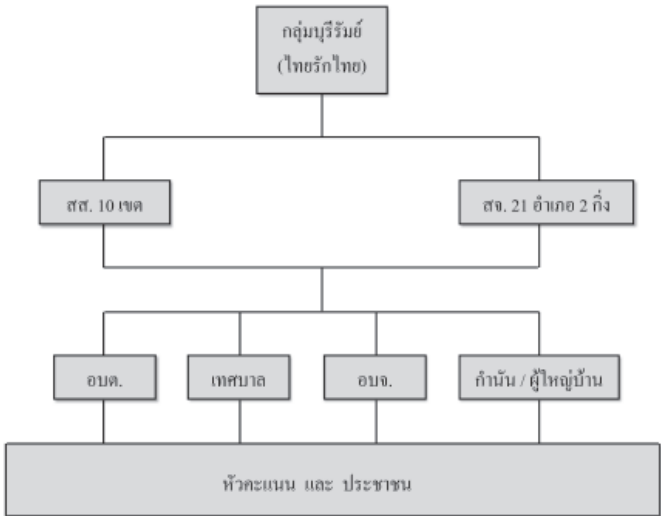 กลุ่มบุรีรัมย์
(ไทยรักไทย)
สส. 10 เขต
สจ. 21 อำเภอ 2 กิ่ง
อบต.
เทศบาล
อบจ.
กำนัน / ผู้ใหญ่บ้าน
หัวคะแนน และ ประชาชน